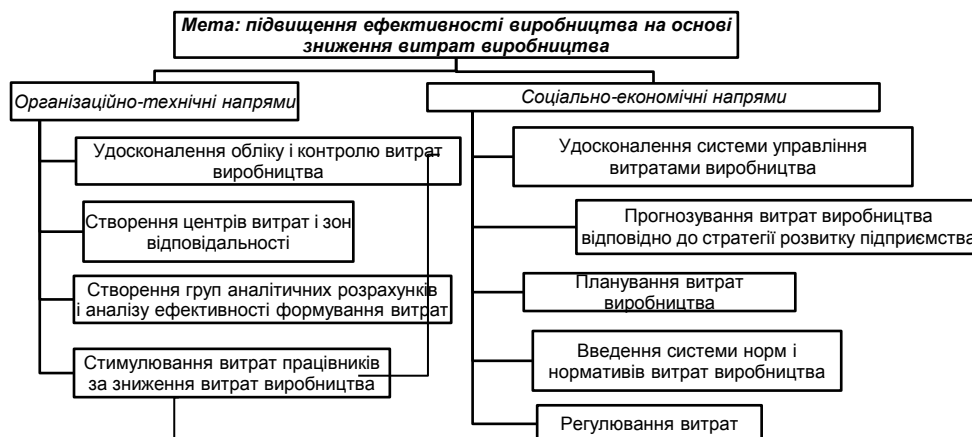 Мета: підвищення ефективності виробництва на основі
зниження витрат виробництва
Організаційно-технічні напрями
Соціально-економічні напрями
Удосконалення обліку і контролю витрат
виробництва
Створення центрів витрат і зон
відповідальності
Створення груп аналітичних розрахунків
і аналізу ефективності формування витрат
Стимулювання витрат працівників
за зниження витрат виробництва
Удосконалення системи управління
витратами виробництва
Прогнозування витрат виробництва
відповідно до стратегії розвитку підприємства
Планування витрат
виробництва
Введення системи норм і
нормативів витрат виробництва
Регулювання витрат